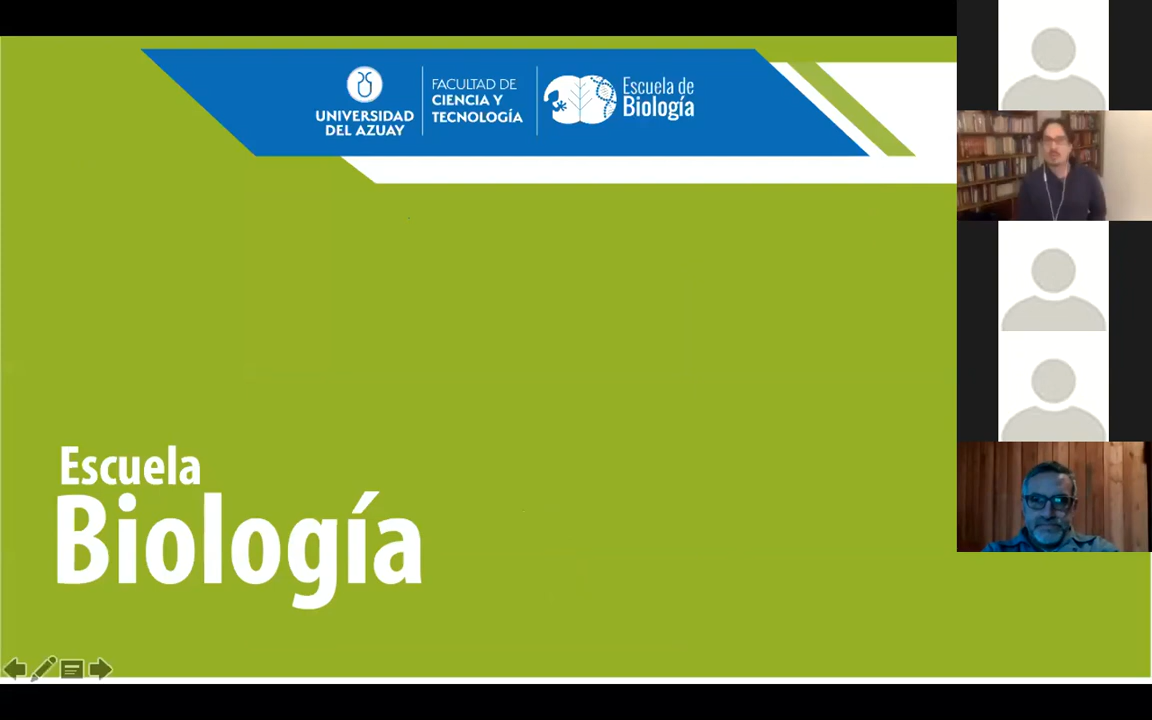 UNIVERSIDAD
DEL AZUAY
FACULTAD DE
CIENCIA Y
TECNOLOGÍA
Escuela de
Biología
Escuela
Biología